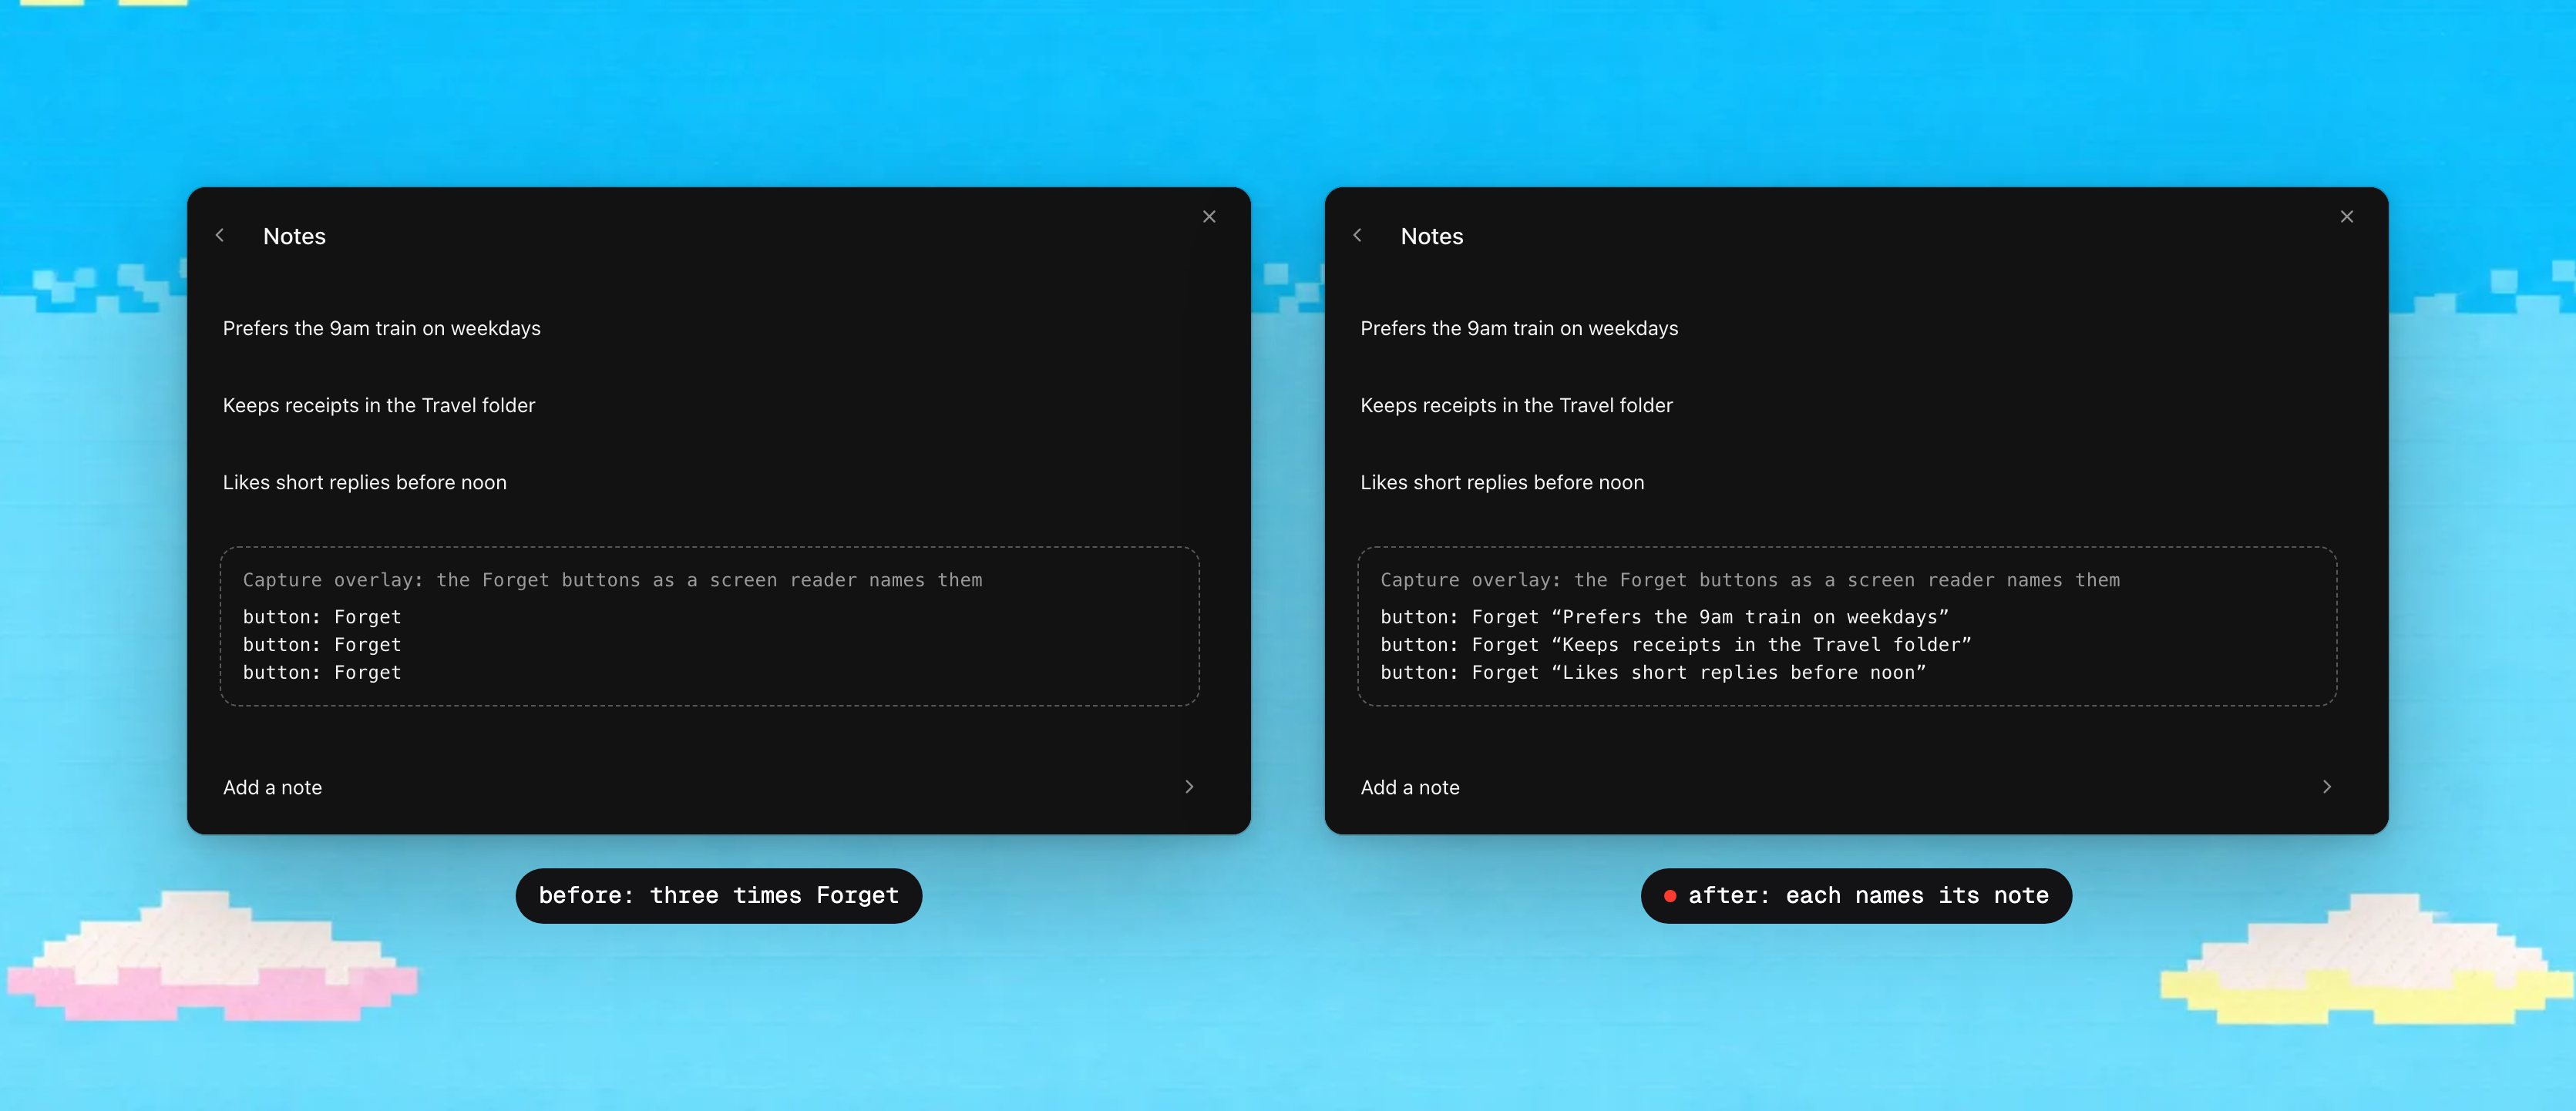 Notes
Prefers the 9am train on weekdays
Keeps receipts in the Travel folder
Likes short replies before noon
Capture overlay: the Forget buttons as a screen reader names them
button: Forget
button: Forget
button: Forget
Add a note
before: three times Forget
Notes
Prefers the 9am train on weekdays
Keeps receipts in the Travel folder
Likes short replies before noon
Capture overlay: the Forget buttons as a screen reader names them
button: Forget “Prefers the 9am train on weekdays”
button: Forget “Keeps receipts in the Travel folder”
button: Forget “Likes short replies before noon”
Add a note
after: each names its note